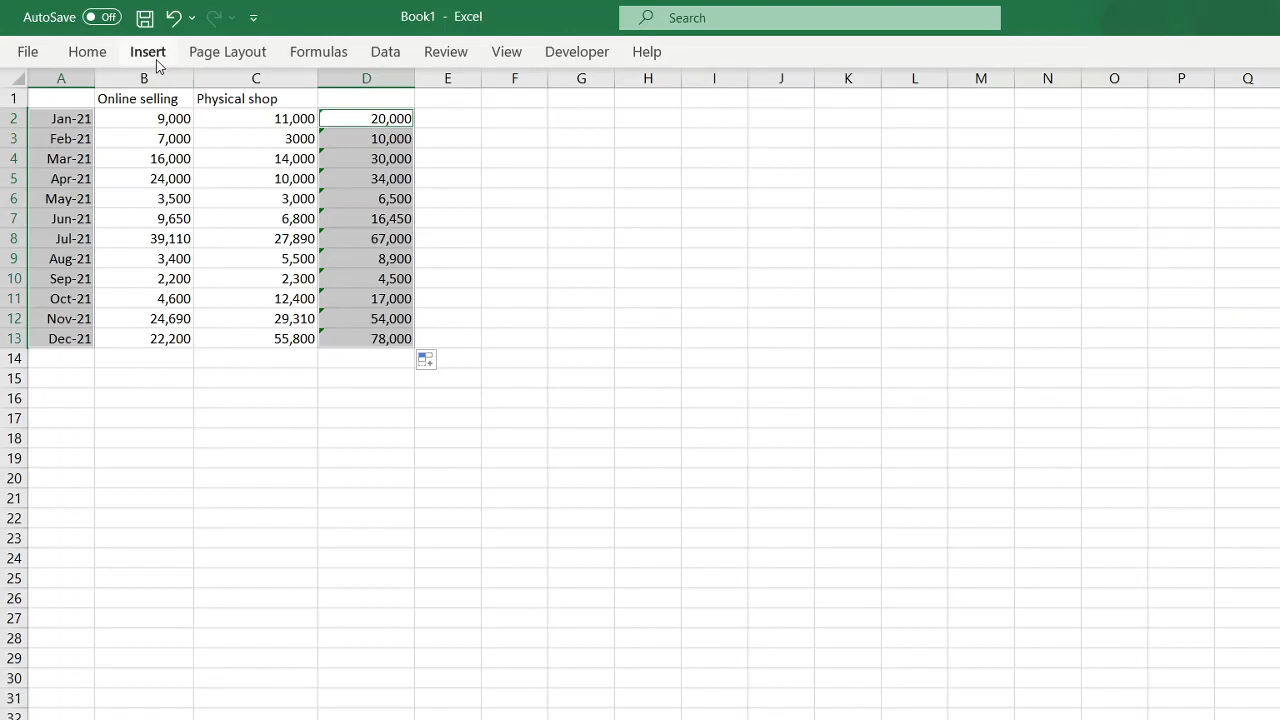 AutoSave Off Book1 - Excel Search
File Home Insert Page Layout Formulas Data Review View Developer Help
A B C D E F G H I J K L M N O P Q
1 Online selling Physical shop
2 Jan-21 9,000 11,000 20,000
3 Feb-21 7,000 3000 10,000
4 Mar-21 16,000 14,000 30,000
5 Apr-21 24,000 10,000 34,000
6 May-21 3,500 3,000 6,500
7 Jun-21 9,650 6,800 16,450
8 Jul-21 39,110 27,890 67,000
9 Aug-21 3,400 5,500 8,900
10 Sep-21 2,200 2,300 4,500
11 Oct-21 4,600 12,400 17,000
12 Nov-21 24,690 29,310 54,000
13 Dec-21 22,200 55,800 78,000
14
15
16
17
18
19
20
21
22
23
24
25
26
27
28
29
30
31
32